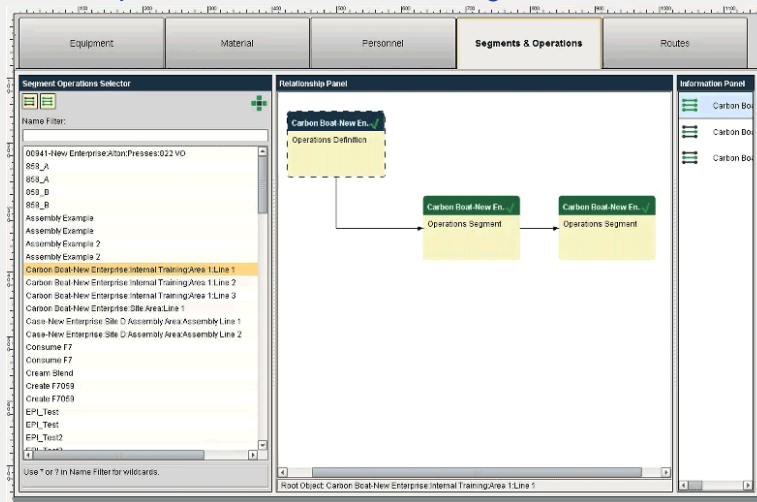 Equipment
Material
Personnel
Segments & Operations
Routes
Segment Operations Selector
Name Filter:
00941-New Enterprise:Alton:Presses:022 VO
858_A
858_A
858_B
858_B
Assembly Example
Assembly Example
Assembly Example 2
Assembly Example 2
Carbon Boat-New Enterprise:Internal Training:Area 1:Line 1
Carbon Boat-New Enterprise:Internal Training:Area 1:Line 2
Carbon Boat-New Enterprise:Internal Training:Area 1:Line 3
Carbon Boat-New Enterprise:Site:Area:Line 1
Case-New Enterprise:Site D:Assembly Area:Assembly Line 1
Case-New Enterprise:Site D:Assembly Area:Assembly Line 2
Consume F7
Consume F7
Cream Blend
Create F7059
Create F7059
EPI_Test
EPI_Test
EPI_Test2
Use * or ? in Name Filter for wildcards.
Relationship Panel
Carbon Boat-New En...
Operations Definition
Carbon Boat-New En...
Operations Segment
Carbon Boat-New En...
Operations Segment
Root Object: Carbon Boat-New Enterprise:Internal Training:Area 1:Line 1
Information Panel
Carbon Bo
Carbon Bo
Carbon Bo